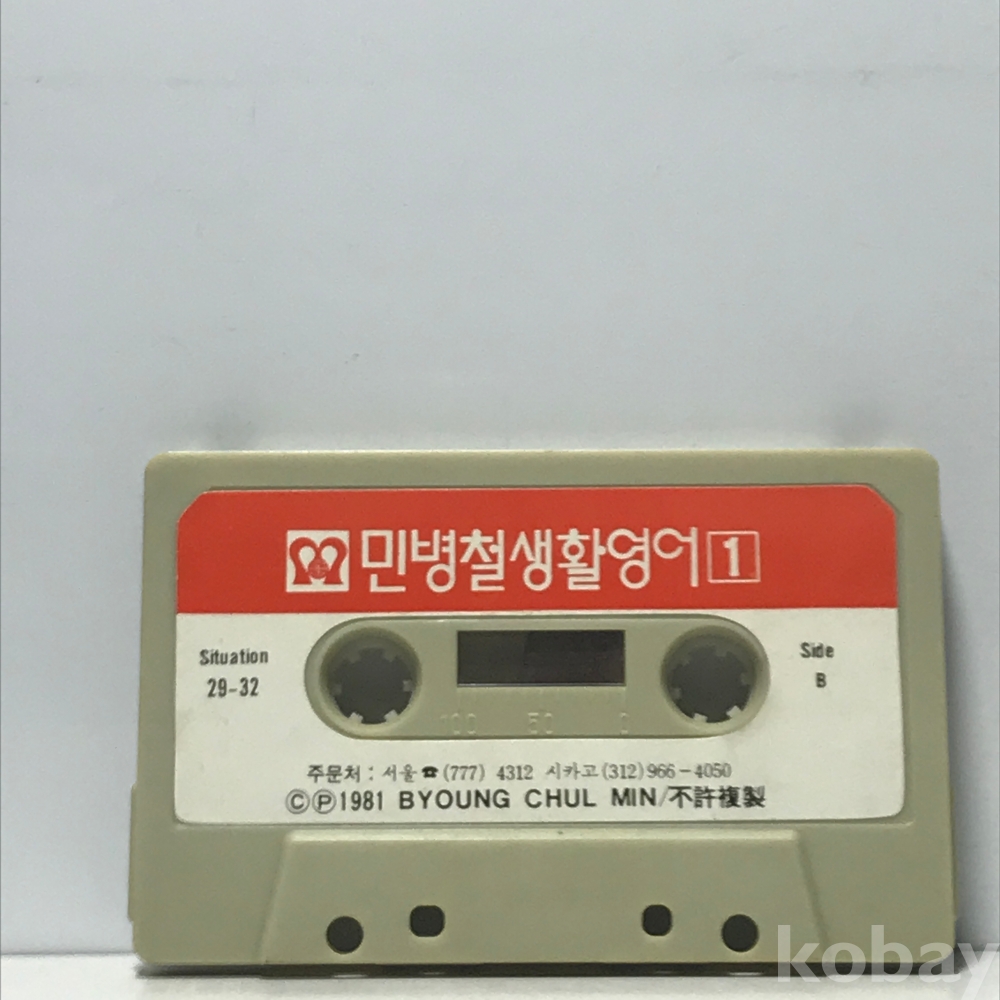 민병철생활영어 1
Situation
29-32
Side
B
100 50 0
주문처 : 서울 ☎ (777) 4312 시카고 (312) 966-4050
©℗1981 BYOUNG CHUL MIN/不許複製
kobay